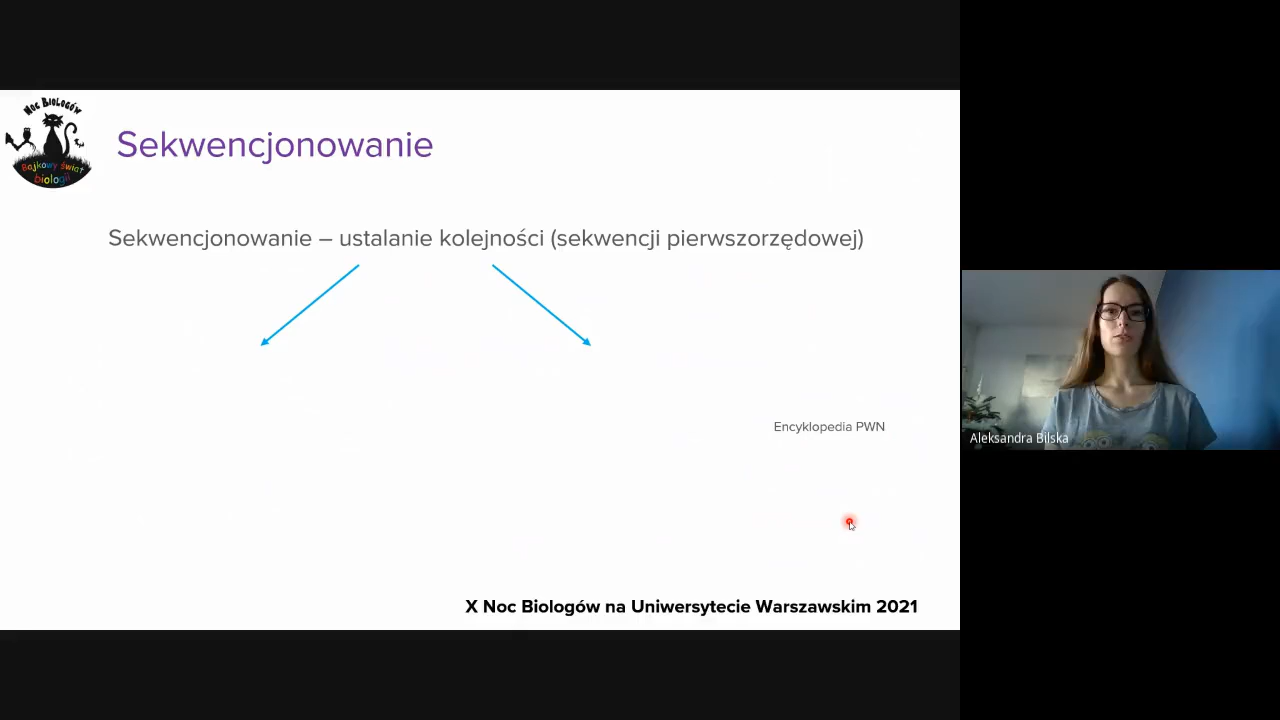 Noc Biologów
Bajkowy świat
biologii
Sekwencjonowanie
Sekwencjonowanie – ustalanie kolejności (sekwencji pierwszorzędowej)
Encyklopedia PWN
Aleksandra Bilska
X Noc Biologów na Uniwersytecie Warszawskim 2021